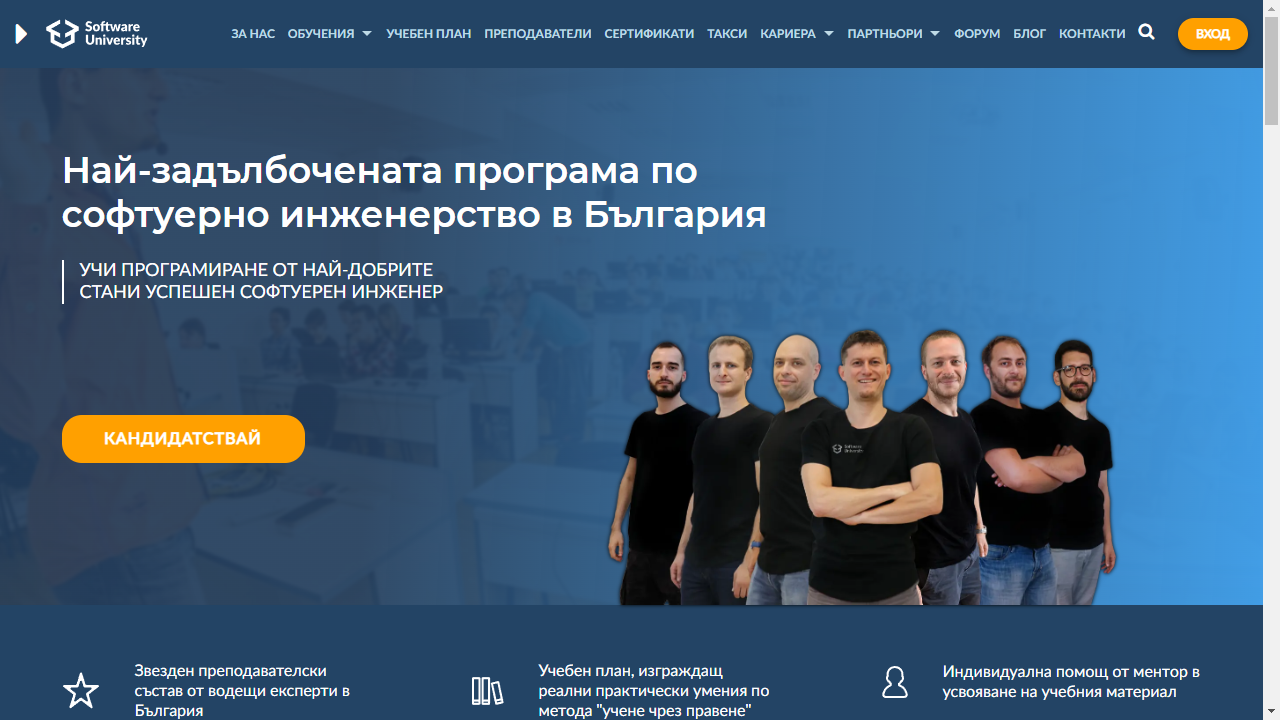 Software
University
ЗА НАС ОБУЧЕНИЯ УЧЕБЕН ПЛАН ПРЕПОДАВАТЕЛИ СЕРТИФИКАТИ ТАКСИ КАРИЕРА ПАРТНЬОРИ ФОРУМ БЛОГ КОНТАКТИ ВХОД
Най-задълбочената програма по
софтуерно инженерство в България
УЧИ ПРОГРАМИРАНЕ ОТ НАЙ-ДОБРИТЕ
СТАНИ УСПЕШЕН СОФТУЕРЕН ИНЖЕНЕР
КАНДИДАТСТВАЙ
Software
University
Звезден преподавателски
състав от водещи експерти в
България
Учебен план, изграждащ
реални практически умения по
метода "учене чрез правене"
Индивидуална помощ от ментор в
усвояване на учебния материал